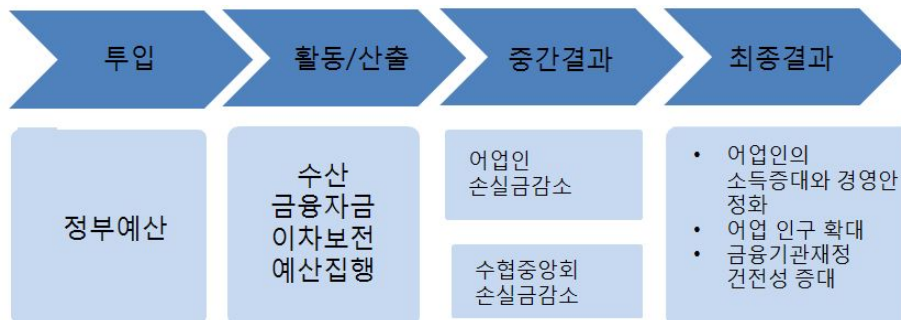 투입
활동/산출
중간결과
최종결과
정부예산
수산
금융자금
이차보전
예산집행
어업인
손실금감소
수협중앙회
손실금감소
• 어업인의
소득증대와 경영안
정화
• 어업 인구 확대
• 금융기관재정
건전성 증대